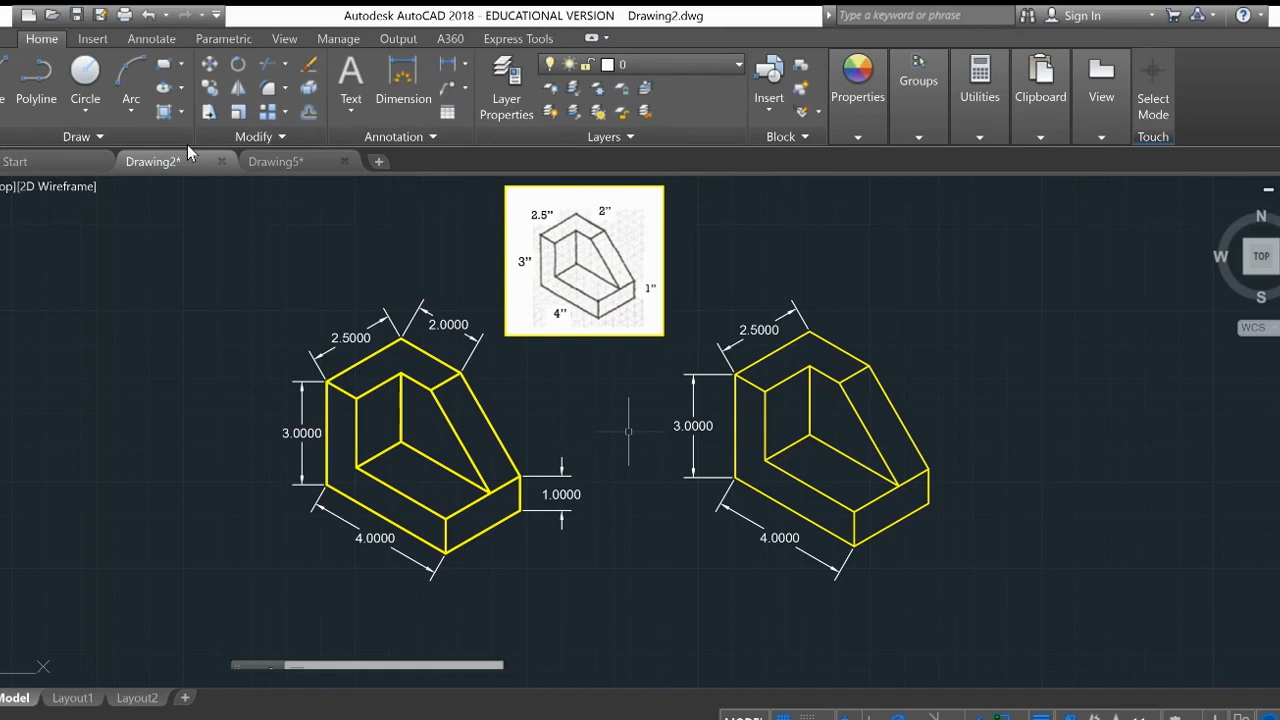 Autodesk AutoCAD 2018 - EDUCATIONAL VERSION Drawing2.dwg
Type a keyword or phrase
Sign In
Home Insert Annotate Parametric View Manage Output A360 Express Tools
Polyline Circle Arc
Text Dimension
Layer
Properties
0
Insert
Properties
Groups
Utilities
Clipboard
View
Select
Mode
Draw Modify Annotation Layers Block Touch
Start Drawing2* Drawing5*
op][2D Wireframe]
N
W TOP
S
WCS
2.5" 2"
3"
1"
4"
2.5000 2.0000
3.0000
1.0000
4.0000
2.5000
3.0000
4.0000
Model Layout1 Layout2